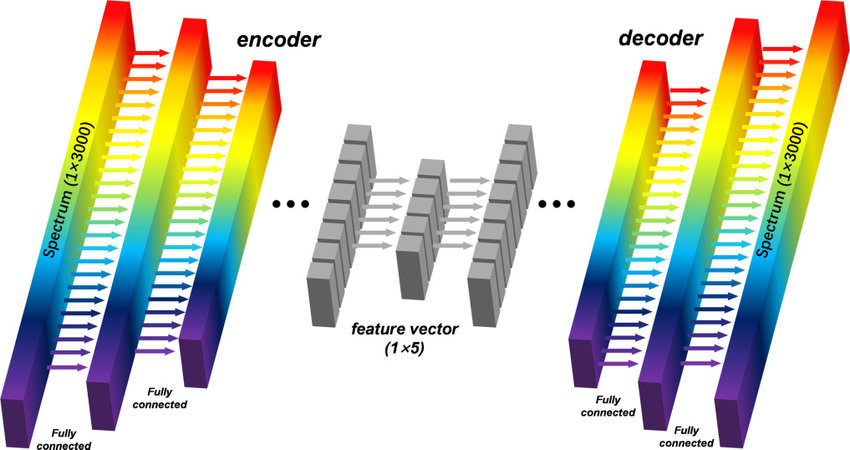 encoder
decoder
Spectrum (1×3000)
Spectrum (1×3000)
feature vector
(1×5)
Fully
connected
Fully
connected
Fully
connected
Fully
connected